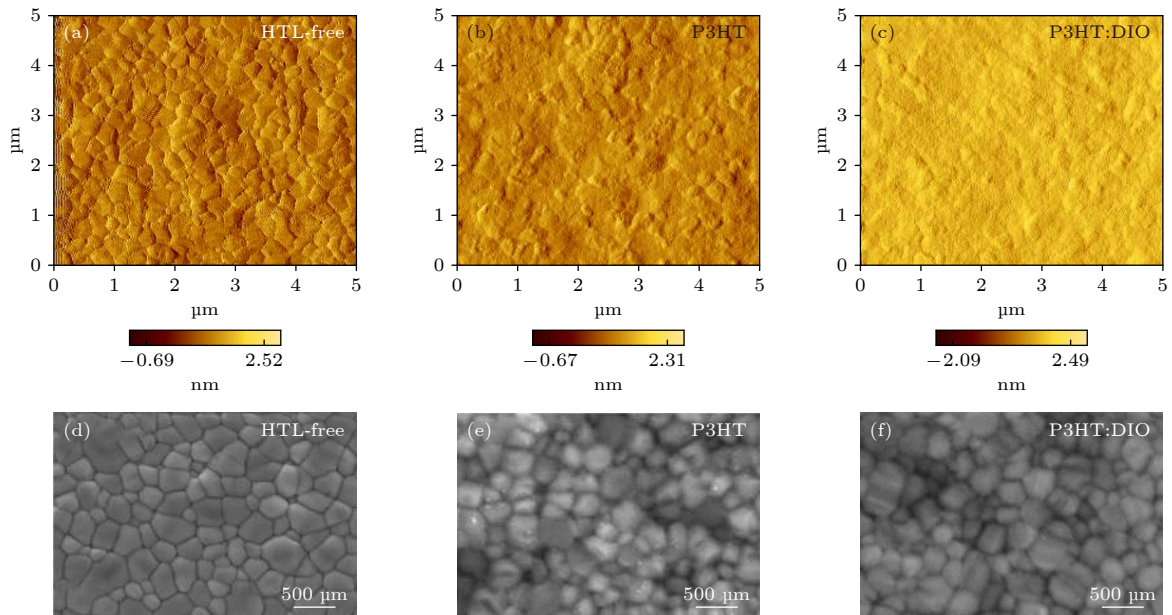 (a) HTL-free
5
4
3
2
1
0
µm
0 1 2 3 4 5
µm
−0.69 2.52
nm
(b) P3HT
5
4
3
2
1
0
µm
0 1 2 3 4 5
µm
−0.67 2.31
nm
(c) P3HT:DIO
5
4
3
2
1
0
µm
0 1 2 3 4 5
µm
−2.09 2.49
nm
(d) HTL-free
500 µm
(e) P3HT
500 µm
(f) P3HT:DIO
500 µm